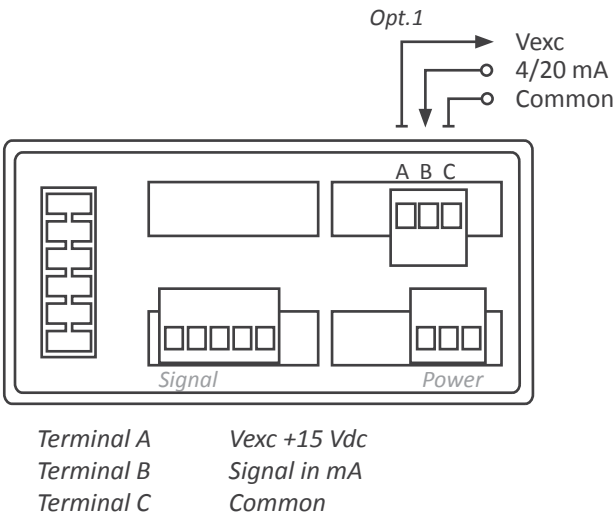 Opt.1
Vexc
4/20 mA
Common
A B C
Signal
Power
Terminal A Vexc +15 Vdc
Terminal B Signal in mA
Terminal C Common